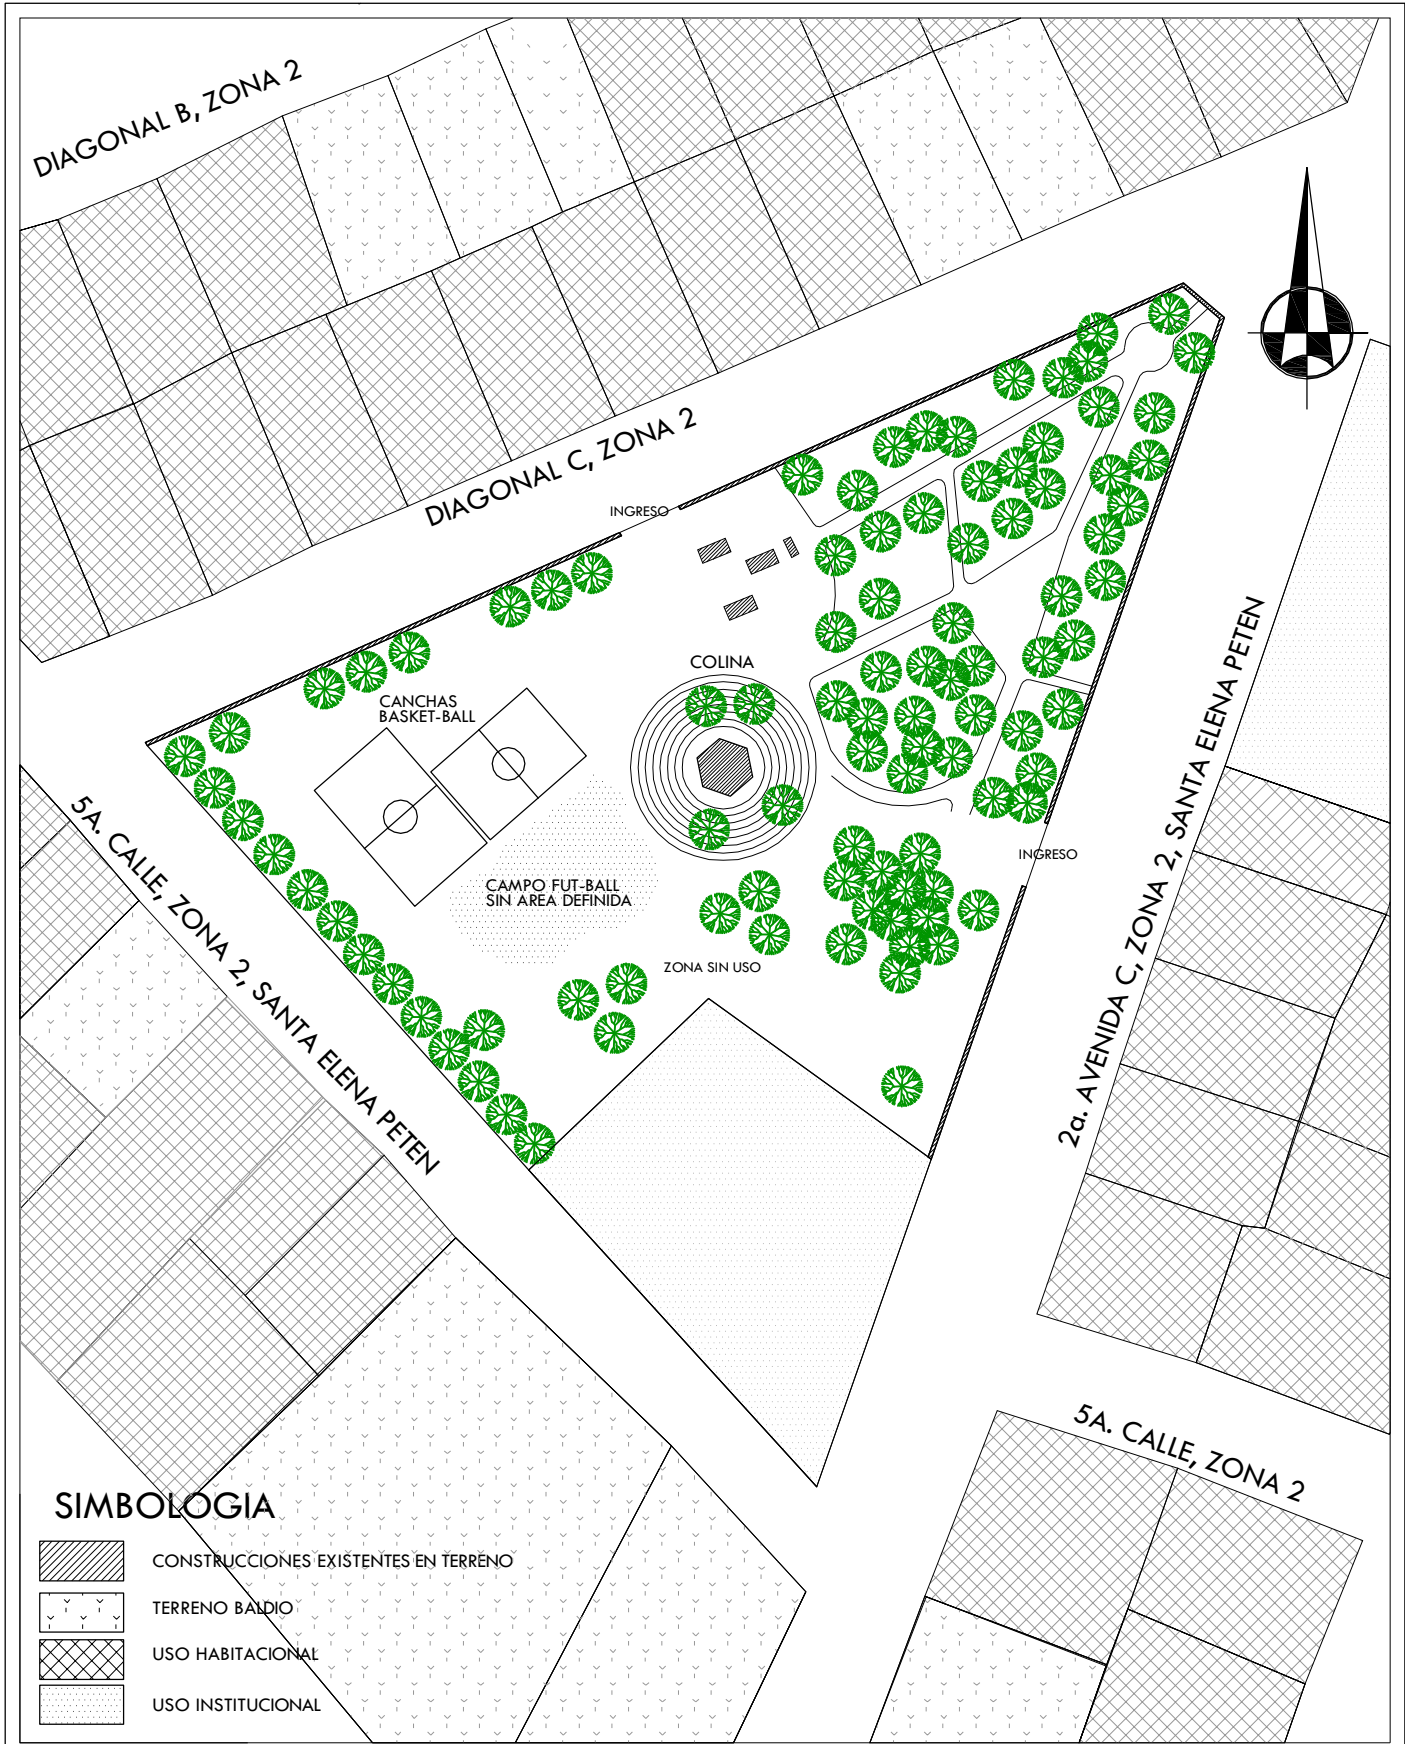 DIAGONAL B, ZONA 2
DIAGONAL C, ZONA 2
INGRESO
COLINA
CANCHAS
BASKET-BALL
CAMPO FUT-BALL
SIN AREA DEFINIDA
INGRESO
ZONA SIN USO
5A. CALLE, ZONA 2, SANTA ELENA PETEN
2a. AVENIDA C, ZONA 2, SANTA ELENA PETEN
5A. CALLE, ZONA 2
SIMBOLOGIA
CONSTRUCCIONES EXISTENTES EN TERRENO
TERRENO BALDIO
USO HABITACIONAL
USO INSTITUCIONAL